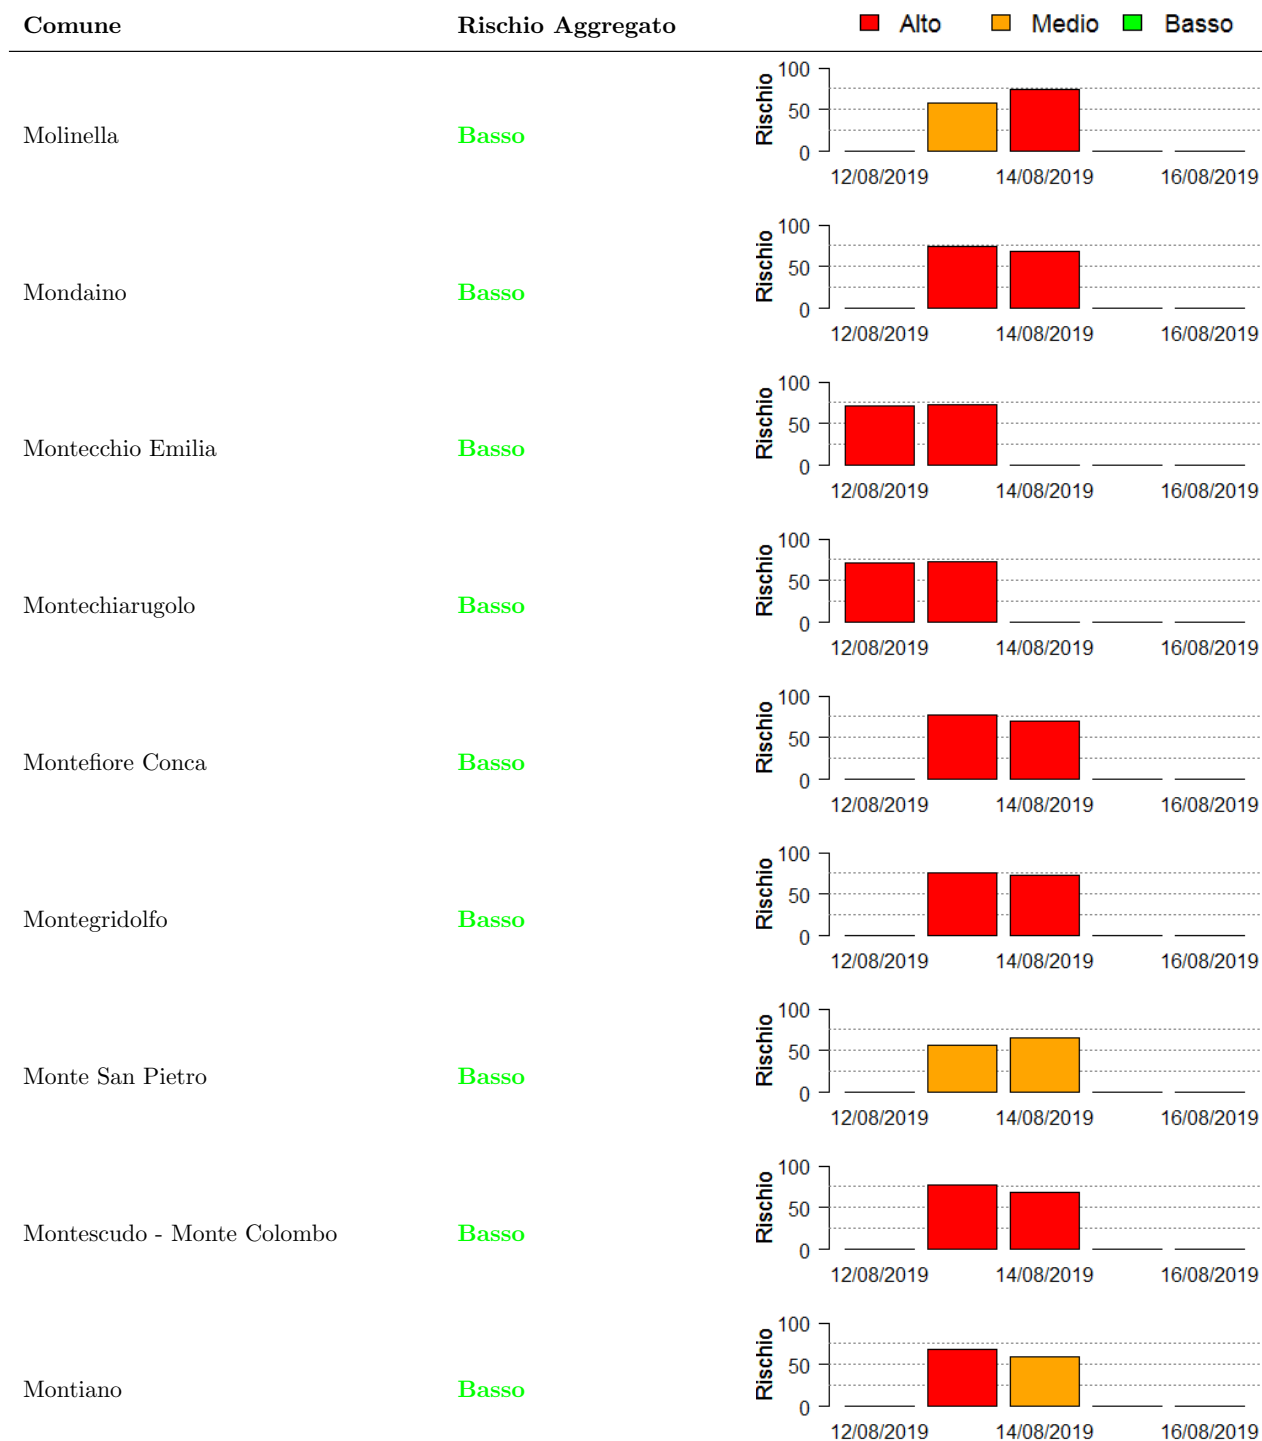 Comune Rischio Aggregato Alto Medio Basso
Molinella Basso
Rischio
100
50
0
12/08/2019 14/08/2019 16/08/2019
Mondaino Basso
Rischio
100
50
0
12/08/2019 14/08/2019 16/08/2019
Montecchio Emilia Basso
Rischio
100
50
0
12/08/2019 14/08/2019 16/08/2019
Montechiarugolo Basso
Rischio
100
50
0
12/08/2019 14/08/2019 16/08/2019
Montefiore Conca Basso
Rischio
100
50
0
12/08/2019 14/08/2019 16/08/2019
Montegridolfo Basso
Rischio
100
50
0
12/08/2019 14/08/2019 16/08/2019
Monte San Pietro Basso
Rischio
100
50
0
12/08/2019 14/08/2019 16/08/2019
Montescudo - Monte Colombo Basso
Rischio
100
50
0
12/08/2019 14/08/2019 16/08/2019
Montiano Basso
Rischio
100
50
0
12/08/2019 14/08/2019 16/08/2019